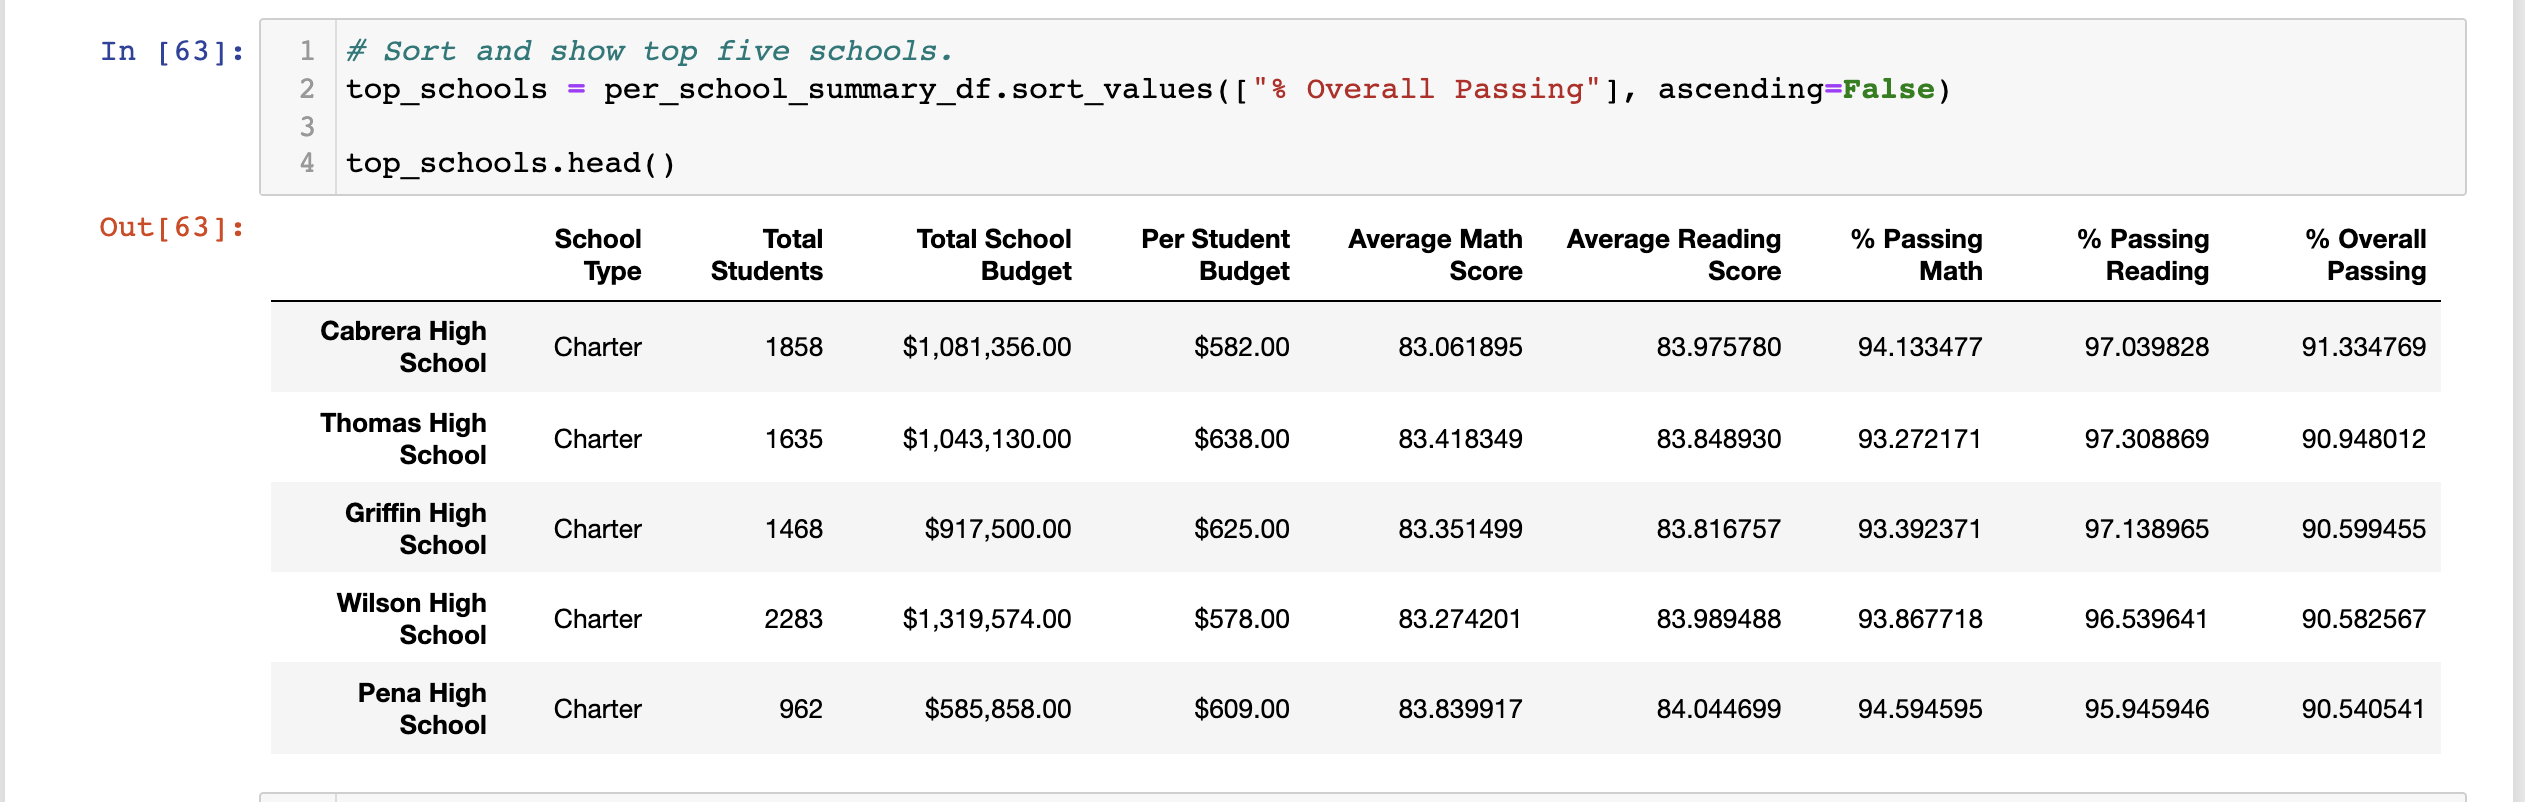 In [63]:
1 # Sort and show top five schools.
2 top_schools = per_school_summary_df.sort_values(["% Overall Passing"], ascending=False)
3
4 top_schools.head()
Out[63]:
School Total Total School Per Student Average Math Average Reading % Passing % Passing % Overall
Type Students Budget Budget Score Score Math Reading Passing
Cabrera High
School Charter 1858 $1,081,356.00 $582.00 83.061895 83.975780 94.133477 97.039828 91.334769
Thomas High
School Charter 1635 $1,043,130.00 $638.00 83.418349 83.848930 93.272171 97.308869 90.948012
Griffin High
School Charter 1468 $917,500.00 $625.00 83.351499 83.816757 93.392371 97.138965 90.599455
Wilson High
School Charter 2283 $1,319,574.00 $578.00 83.274201 83.989488 93.867718 96.539641 90.582567
Pena High
School Charter 962 $585,858.00 $609.00 83.839917 84.044699 94.594595 95.945946 90.540541